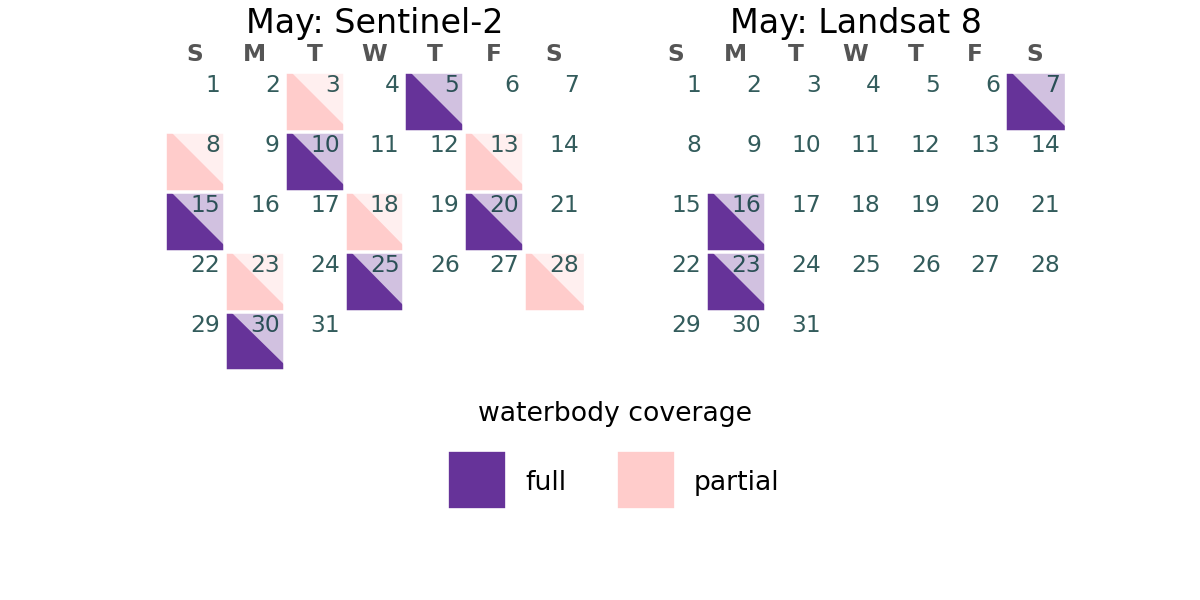 May: Sentinel-2
S M T W T F S
1 2 3 4 5 6 7
8 9 10 11 12 13 14
15 16 17 18 19 20 21
22 23 24 25 26 27 28
29 30 31
May: Landsat 8
S M T W T F S
1 2 3 4 5 6 7
8 9 10 11 12 13 14
15 16 17 18 19 20 21
22 23 24 25 26 27 28
29 30 31
waterbody coverage
full
partial